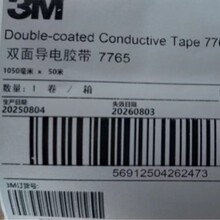 3M
Double-coated Conductive Tape 776
双面导电胶带 7765
1050毫米 x 50米
数量:1 卷 / 箱
生产日期
20250804
失效日期
20260803
56912504262473
3M订货号: